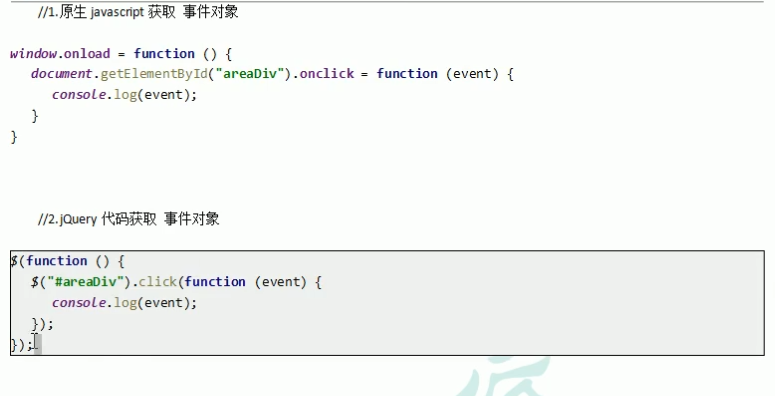 //1.原生 javascript 获取 事件对象
window.onload = function () {
document.getElementById("areaDiv").onclick = function (event) {
console.log(event);
}
}
//2.jQuery 代码获取 事件对象
$(function () {
$("#areaDiv").click(function (event) {
console.log(event);
});
});